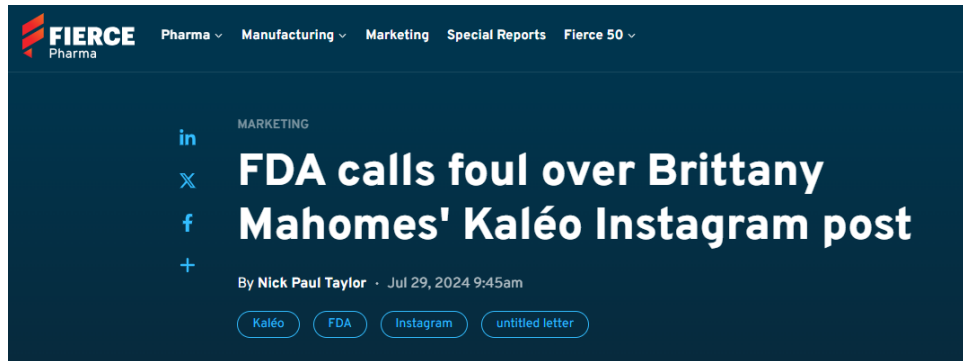 FIERCE
Pharma
Pharma Manufacturing Marketing Special Reports Fierce 50
MARKETING
in
X
f
+
FDA calls foul over Brittany
Mahomes' Kaléo Instagram post
By Nick Paul Taylor · Jul 29, 2024 9:45am
Kaléo FDA Instagram untitled letter